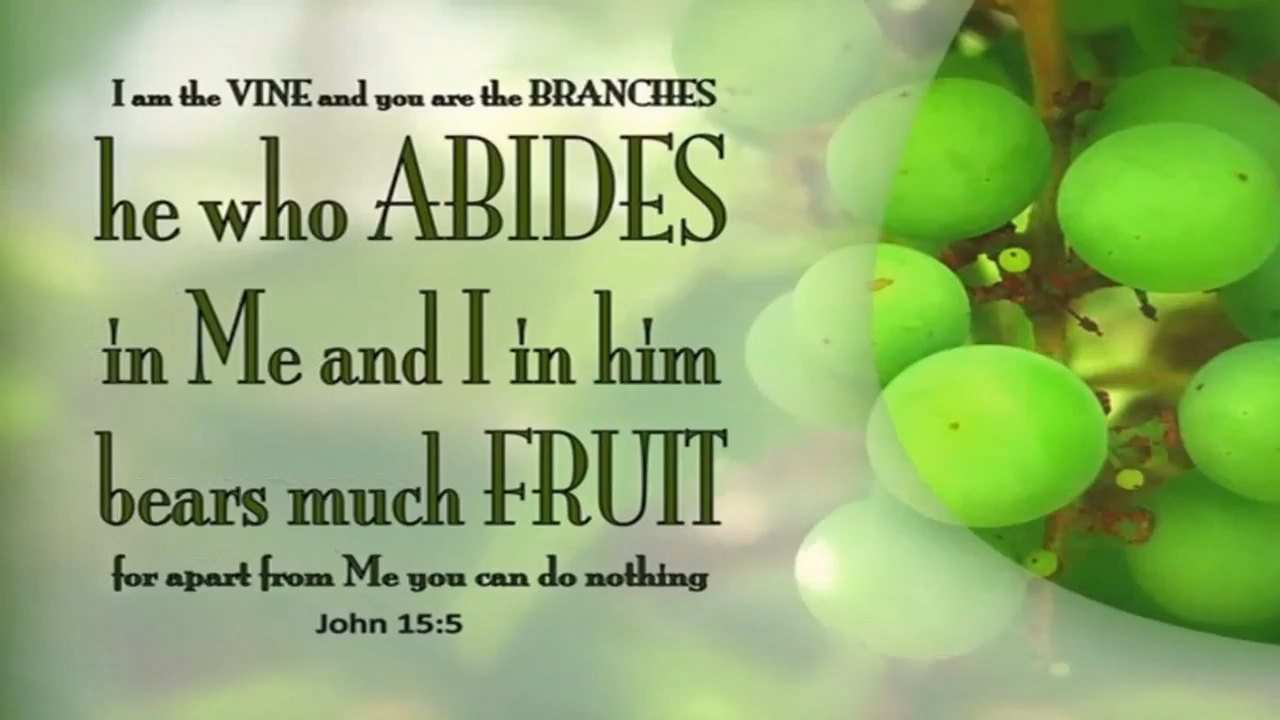 I am the VINE and you are the BRANCHES
he who ABIDES
in Me and I in him
bears much FRUIT
for apart from Me you can do nothing
John 15:5